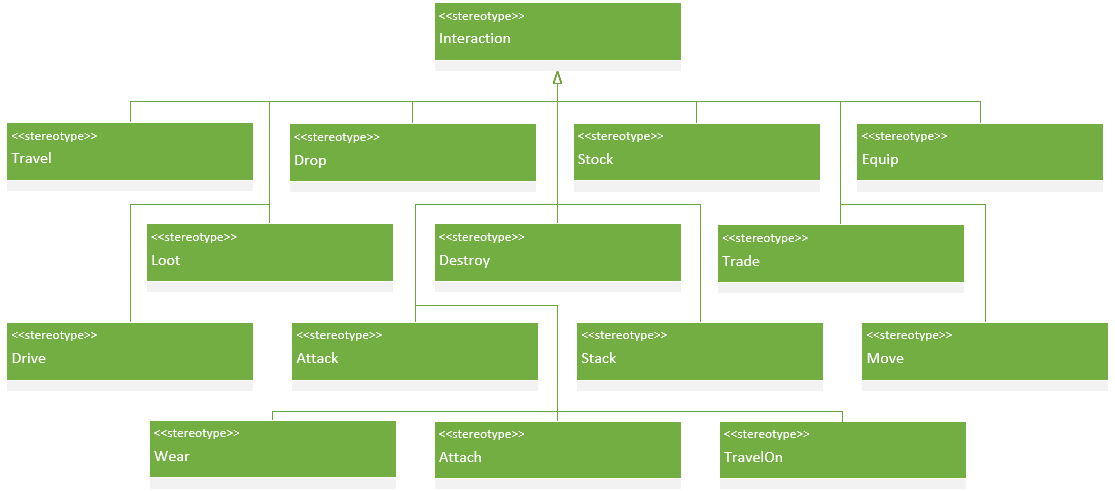 <<stereotype>>
Interaction
<<stereotype>>
Travel
<<stereotype>>
Drop
<<stereotype>>
Stock
<<stereotype>>
Equip
<<stereotype>>
Loot
<<stereotype>>
Destroy
<<stereotype>>
Trade
<<stereotype>>
Drive
<<stereotype>>
Attack
<<stereotype>>
Stack
<<stereotype>>
Move
<<stereotype>>
Wear
<<stereotype>>
Attach
<<stereotype>>
TravelOn